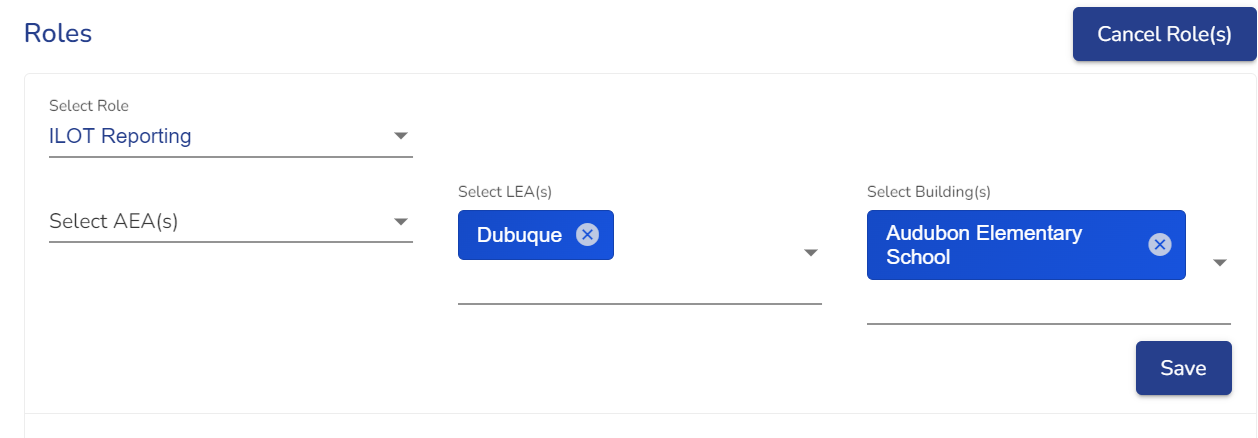 Roles
Cancel Role(s)
Select Role
ILOT Reporting
Select AEA(s)
Select LEA(s)
Dubuque
Select Building(s)
Audubon Elementary
School
Save